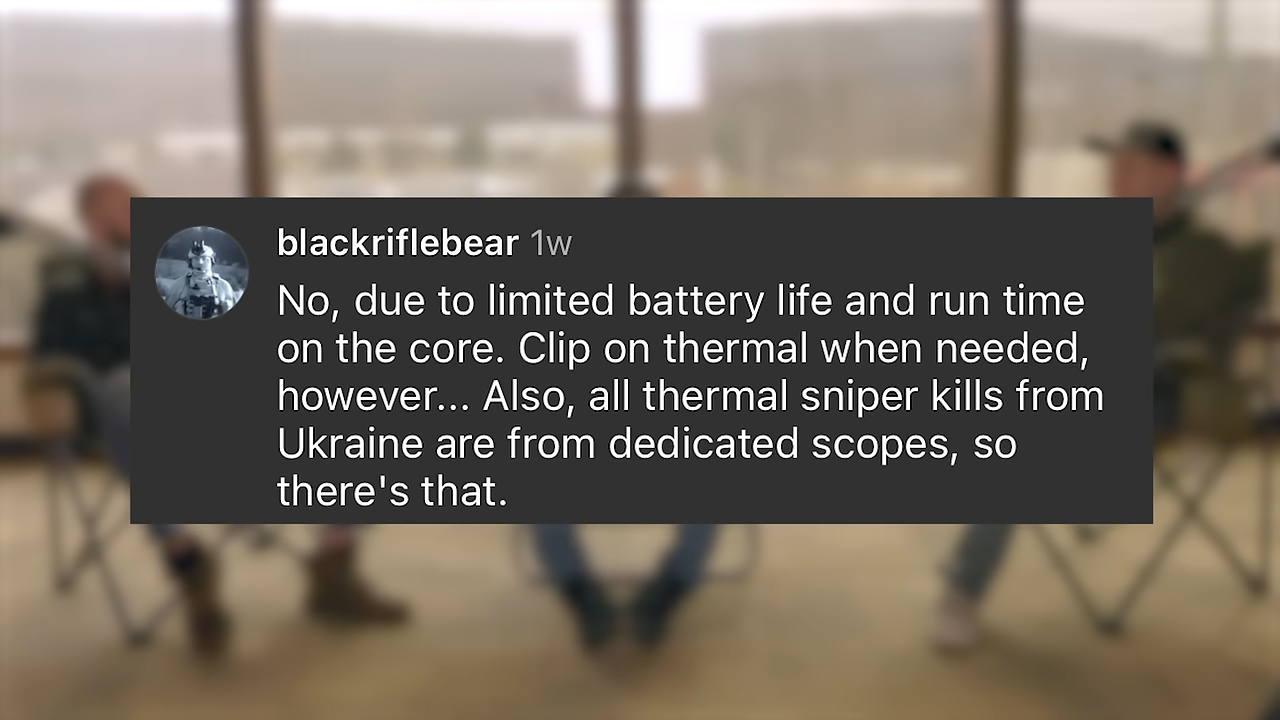 blackriflebear 1w
No, due to limited battery life and run time
on the core. Clip on thermal when needed,
however... Also, all thermal sniper kills from
Ukraine are from dedicated scopes, so
there's that.